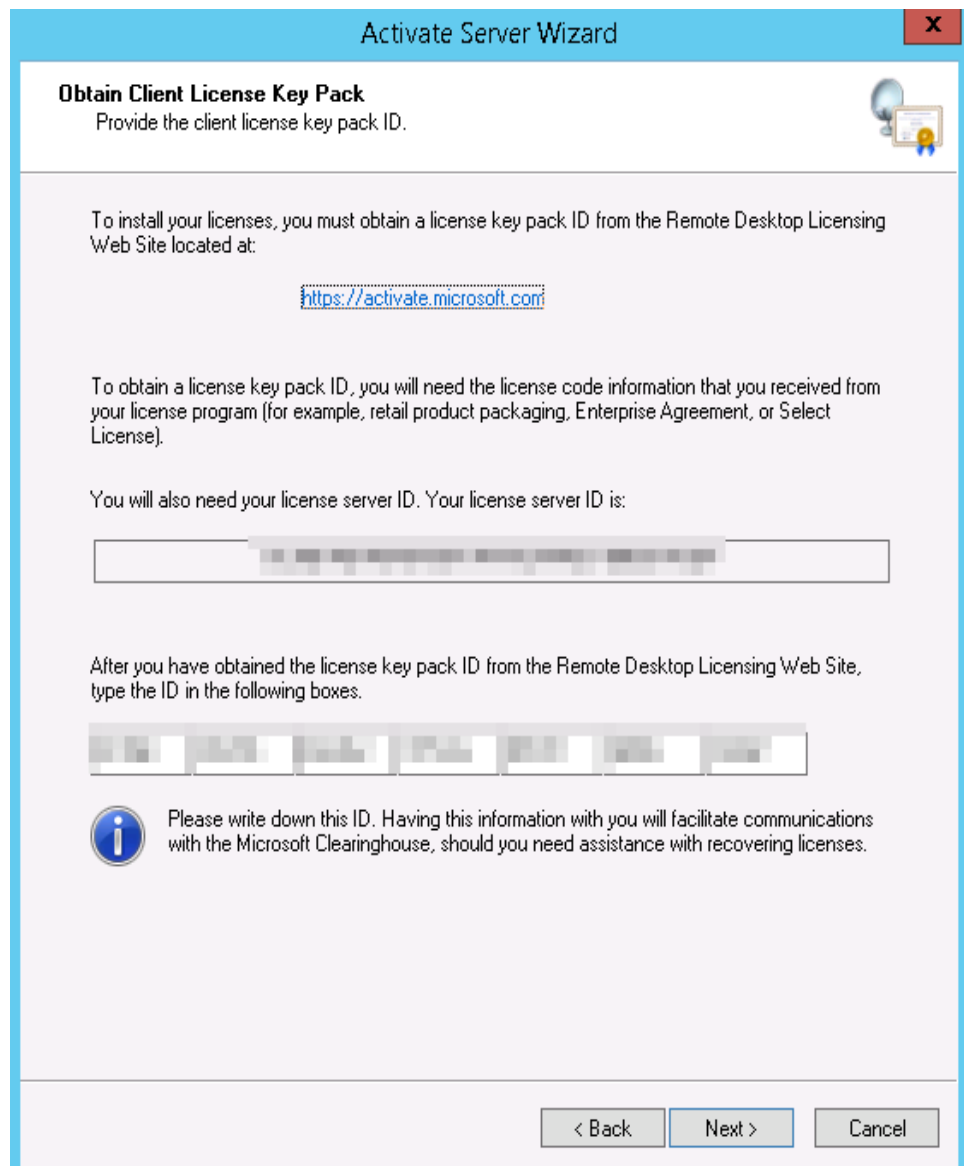 Activate Server Wizard
x
Obtain Client License Key Pack
Provide the client license key pack ID.
To install your licenses, you must obtain a license key pack ID from the Remote Desktop Licensing
Web Site located at:
https://activate.microsoft.com
To obtain a license key pack ID, you will need the license code information that you received from
your license program (for example, retail product packaging, Enterprise Agreement, or Select
License).
You will also need your license server ID. Your license server ID is:
After you have obtained the license key pack ID from the Remote Desktop Licensing Web Site,
type the ID in the following boxes.
Please write down this ID. Having this information with you will facilitate communications
with the Microsoft Clearinghouse, should you need assistance with recovering licenses.
< Back
Next >
Cancel